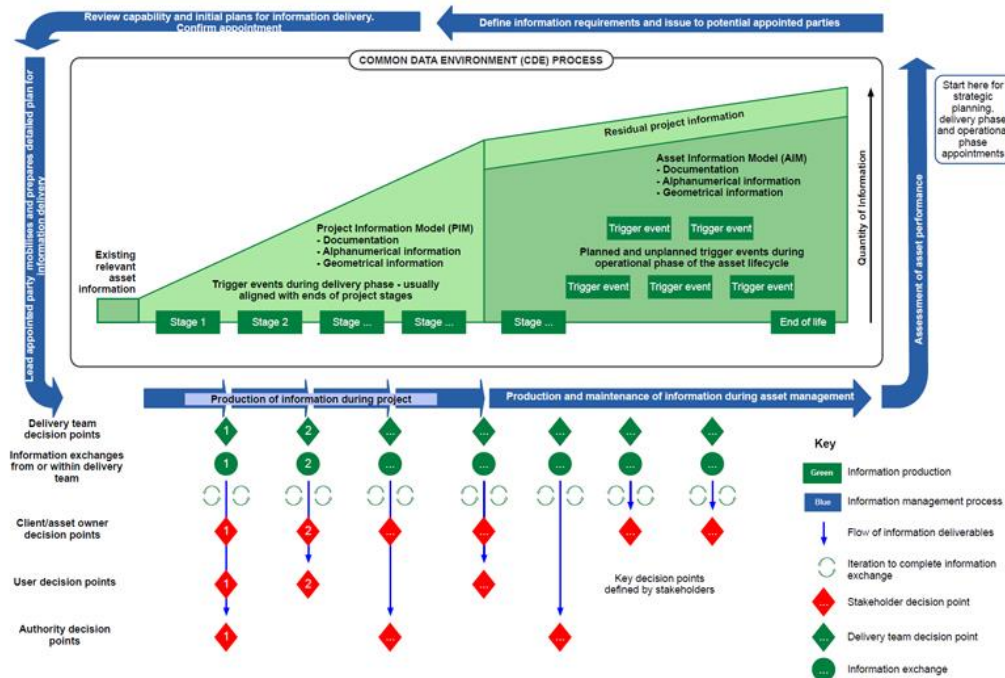 Review capability and initial plans for information delivery.
Confirm appointment
Define information requirements and issue to potential appointed parties
Lead appointed party mobilises and prepares detailed plan for
information delivery
COMMON DATA ENVIRONMENT (CDE) PROCESS
Start here for
strategic
planning,
delivery phase
and operational
phase
appointments
Assessment of asset performance
Quantity of Information
Residual project information
Asset Information Model (AIM)
- Documentation
- Alphanumerical information
- Geometrical information
Project Information Model (PIM)
- Documentation
- Alphanumerical information
- Geometrical information
Trigger event
Trigger event
Planned and unplanned trigger events during
operational phase of the asset lifecycle
Trigger event
Trigger event
Trigger event
Existing
relevant
asset
information
Trigger events during delivery phase - usually
aligned with ends of project stages
Stage 1
Stage 2
Stage ...
Stage ...
Stage ...
End of life
Production of information during project
Production and maintenance of information during asset management
Delivery team
decision points
1
2
...
...
...
...
...
Information exchanges
from or within delivery
team
1
2
...
...
...
...
...
Client/asset owner
decision points
1
2
...
...
...
...
User decision points
1
2
...
Key decision points
defined by stakeholders
Authority decision
points
1
...
...
Key
Green
Information production
Blue
Information management process
Flow of information deliverables
Iteration to complete information
exchange
...
Stakeholder decision point
...
Delivery team decision point
...
Information exchange